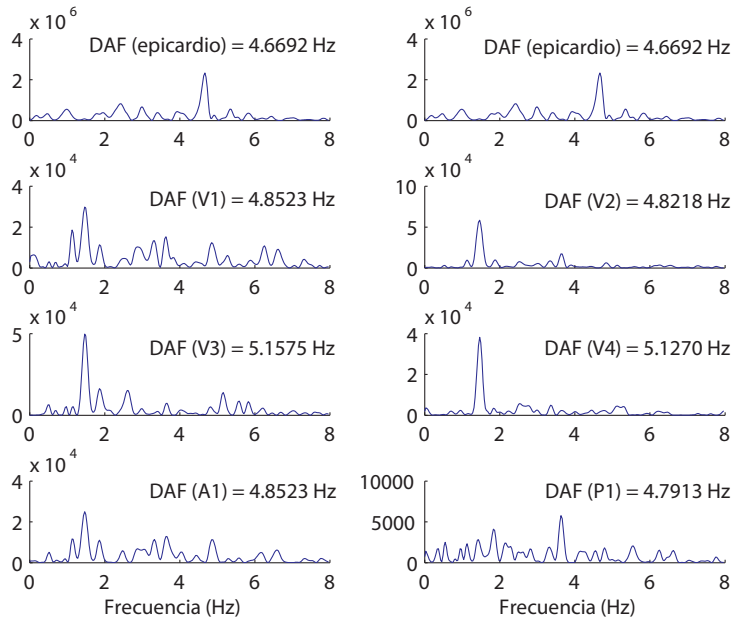 x 10^6
DAF (epicardio) = 4.6692 Hz
4
2
0
0 2 4 6 8
x 10^6
DAF (epicardio) = 4.6692 Hz
4
2
0
0 2 4 6 8
x 10^4
DAF (V1) = 4.8523 Hz
4
2
0
0 2 4 6 8
x 10^4
DAF (V2) = 4.8218 Hz
10
5
0
0 2 4 6 8
x 10^4
DAF (V3) = 5.1575 Hz
5
0
0 2 4 6 8
x 10^4
DAF (V4) = 5.1270 Hz
4
2
0
0 2 4 6 8
x 10^4
DAF (A1) = 4.8523 Hz
4
2
0
0 2 4 6 8
Frecuencia (Hz)
10000
DAF (P1) = 4.7913 Hz
5000
0
0 2 4 6 8
Frecuencia (Hz)